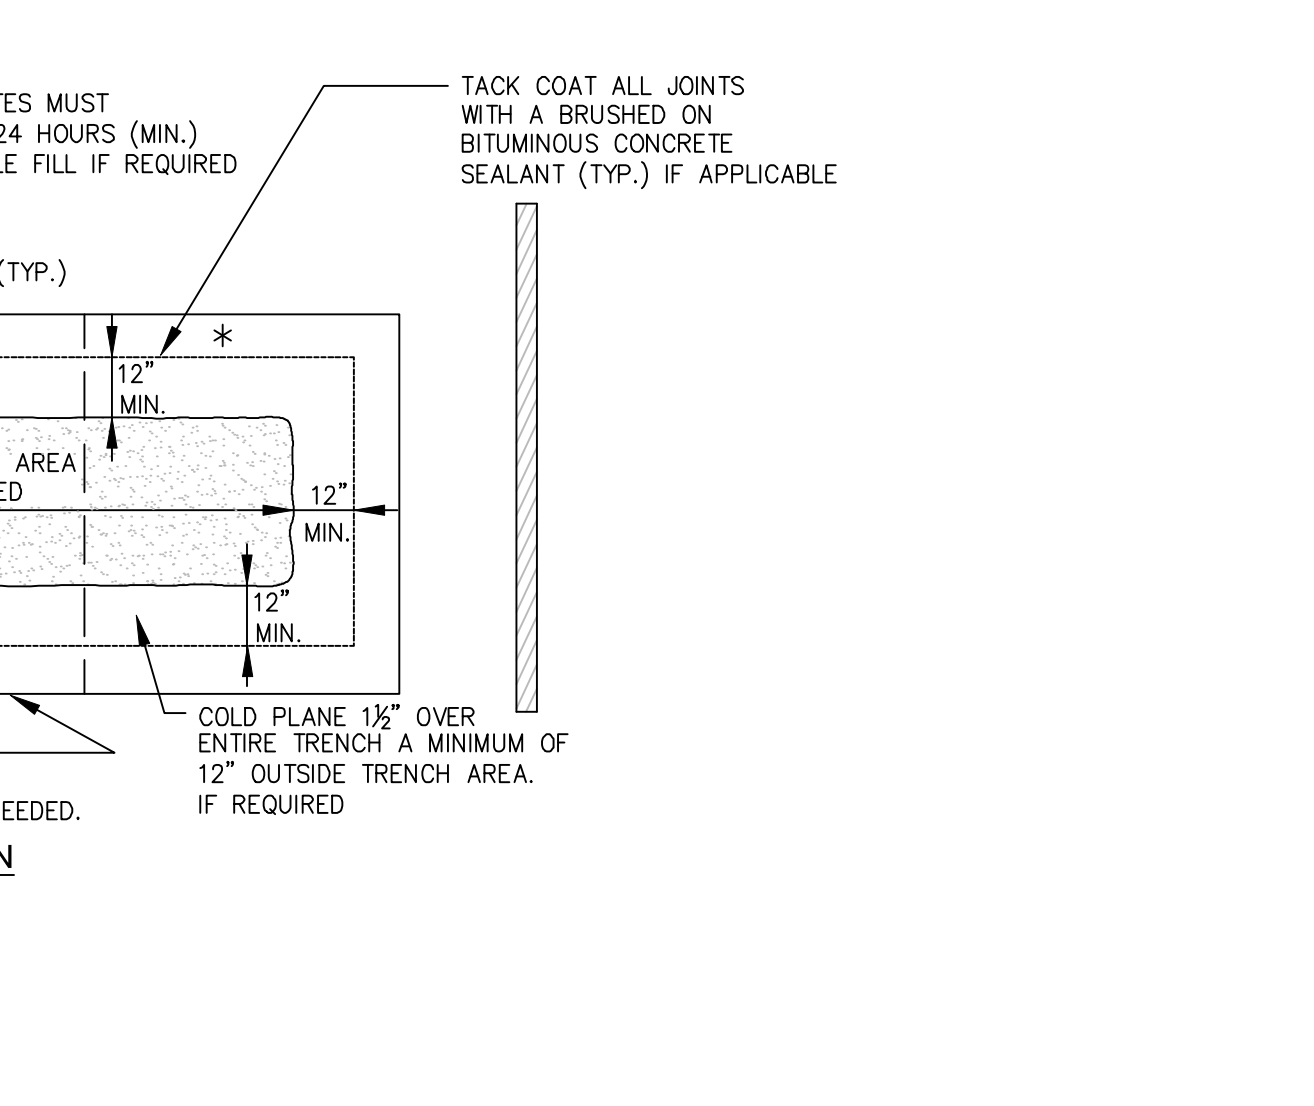 TES MUST
24 HOURS (MIN.)
LE FILL IF REQUIRED
TACK COAT ALL JOINTS
WITH A BRUSHED ON
BITUMINOUS CONCRETE
SEALANT (TYP.) IF APPLICABLE
(TYP.)
*
12"
MIN.
AREA
ED
12"
MIN.
12"
MIN.
COLD PLANE 1½" OVER
ENTIRE TRENCH A MINIMUM OF
12" OUTSIDE TRENCH AREA.
IF REQUIRED
EEDED.
N